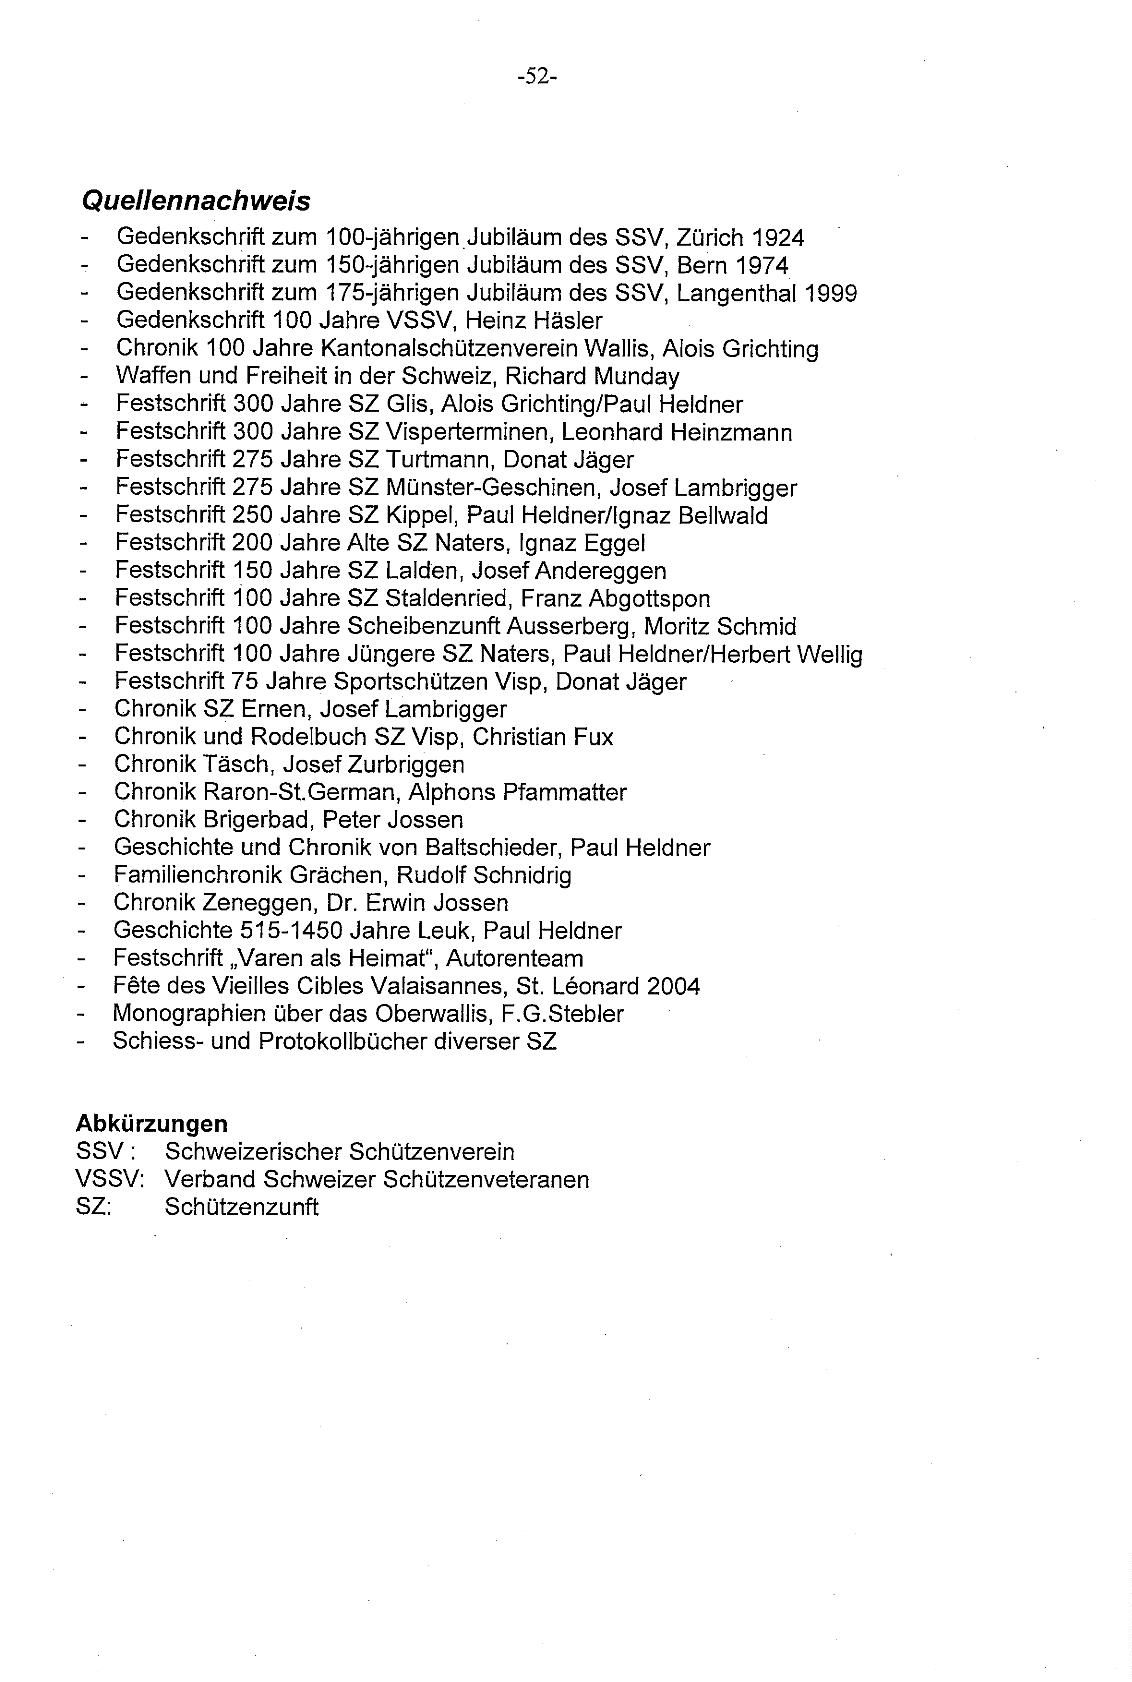 -52-
Quellennachweis
- Gedenkschrift zum 100-jährigen Jubiläum des SSV, Zürich 1924
- Gedenkschrift zum 150-jährigen Jubiläum des SSV, Bern 1974
- Gedenkschrift zum 175-jährigen Jubiläum des SSV, Langenthal 1999
- Gedenkschrift 100 Jahre VSSV, Heinz Häsler
- Chronik 100 Jahre Kantonalschützenverein Wallis, Alois Grichting
- Waffen und Freiheit in der Schweiz, Richard Munday
- Festschrift 300 Jahre SZ Glis, Alois Grichting/Paul Heldner
- Festschrift 300 Jahre SZ Visperterminen, Leonhard Heinzmann
- Festschrift 275 Jahre SZ Turtmann, Donat Jäger
- Festschrift 275 Jahre SZ Münster-Geschinen, Josef Lambrigger
- Festschrift 250 Jahre SZ Kippel, Paul Heldner/Ignaz Bellwald
- Festschrift 200 Jahre Alte SZ Naters, Ignaz Eggel
- Festschrift 150 Jahre SZ Lalden, Josef Andereggen
- Festschrift 100 Jahre SZ Staldenried, Franz Abgottspon
- Festschrift 100 Jahre Scheibenzunft Ausserberg, Moritz Schmid
- Festschrift 100 Jahre Jüngere SZ Naters, Paul Heldner/Herbert Wellig
- Festschrift 75 Jahre Sportschützen Visp, Donat Jäger
- Chronik SZ Ernen, Josef Lambrigger
- Chronik und Rodelbuch SZ Visp, Christian Fux
- Chronik Täsch, Josef Zurbriggen
- Chronik Raron-St.German, Alphons Pfammatter
- Chronik Brigerbad, Peter Jossen
- Geschichte und Chronik von Baltschieder, Paul Heldner
- Familienchronik Grächen, Rudolf Schnidrig
- Chronik Zeneggen, Dr. Erwin Jossen
- Geschichte 515-1450 Jahre Leuk, Paul Heldner
- Festschrift „Varen als Heimat“, Autorenteam
- Fête des Vieilles Cibles Valaisannes, St. Léonard 2004
- Monographien über das Oberwallis, F.G.Stebler
- Schiess- und Protokollbücher diverser SZ
Abkürzungen
SSV : Schweizerischer Schützenverein
VSSV: Verband Schweizer Schützenveteranen
SZ: Schützenzunft